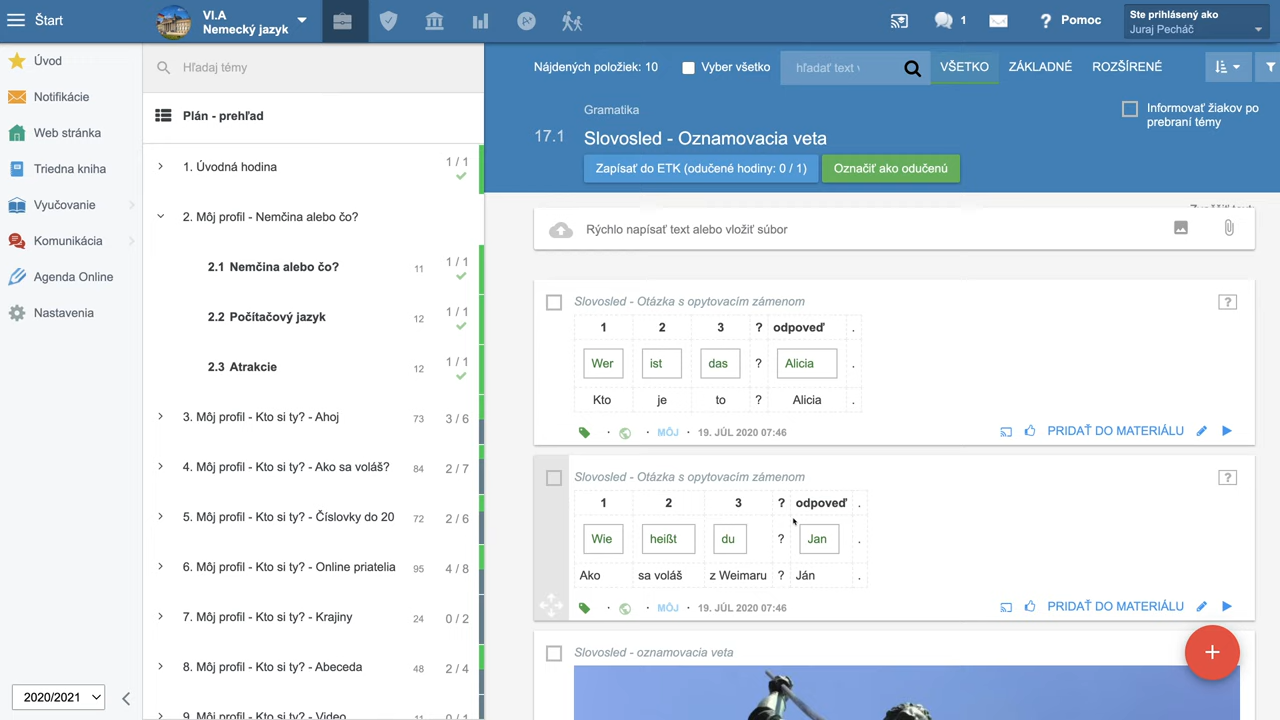 Štart
VI.A
Nemecký jazyk
1
Pomoc
Ste prihlásený ako
Juraj Pecháč
Úvod
Notifikácie
Web stránka
Triedna kniha
Vyučovanie
Komunikácia
Agenda Online
Nastavenia
2020/2021
Hľadaj témy
Plán - prehľad
1. Úvodná hodina 1 / 1
2. Môj profil - Nemčina alebo čo?
2.1 Nemčina alebo čo? 11 1 / 1
2.2 Počítačový jazyk 12 1 / 1
2.3 Atrakcie 12 1 / 1
3. Môj profil - Kto si ty? - Ahoj 73 3 / 6
4. Môj profil - Kto si ty? - Ako sa voláš? 84 2 / 7
5. Môj profil - Kto si ty? - Číslovky do 20 72 2 / 6
6. Môj profil - Kto si ty? - Online priatelia 95 4 / 8
7. Môj profil - Kto si ty? - Krajiny 24 0 / 2
8. Môj profil - Kto si ty? - Abeceda 48 2 / 4
9. Môj profil - Kto si ty? - Video 11 0 / 1
Nájdených položiek: 10
Vyber všetko
hľadať text v
VŠETKO
ZÁKLADNÉ
ROZŠÍRENÉ
Gramatika
17.1 Slovosled - Oznamovacia veta
Informovať žiakov po
prebraní témy
Zapísať do ETK (odučené hodiny: 0 / 1)
Označiť ako odučenú
Rýchlo napísať text alebo vložiť súbor
Slovosled - Otázka s opytovacím zámenom
?
1 2 3 ? odpoveď .
Wer ist das ? Alicia .
Kto je to ? Alicia .
· · MÔJ · 19. JÚL 2020 07:46
PRIDAŤ DO MATERIÁLU
Slovosled - Otázka s opytovacím zámenom
?
1 2 3 ? odpoveď .
Wie heißt du ? Jan .
Ako sa voláš z Weimaru ? Ján .
· · MÔJ · 19. JÚL 2020 07:46
PRIDAŤ DO MATERIÁLU
Slovosled - oznamovacia veta
+